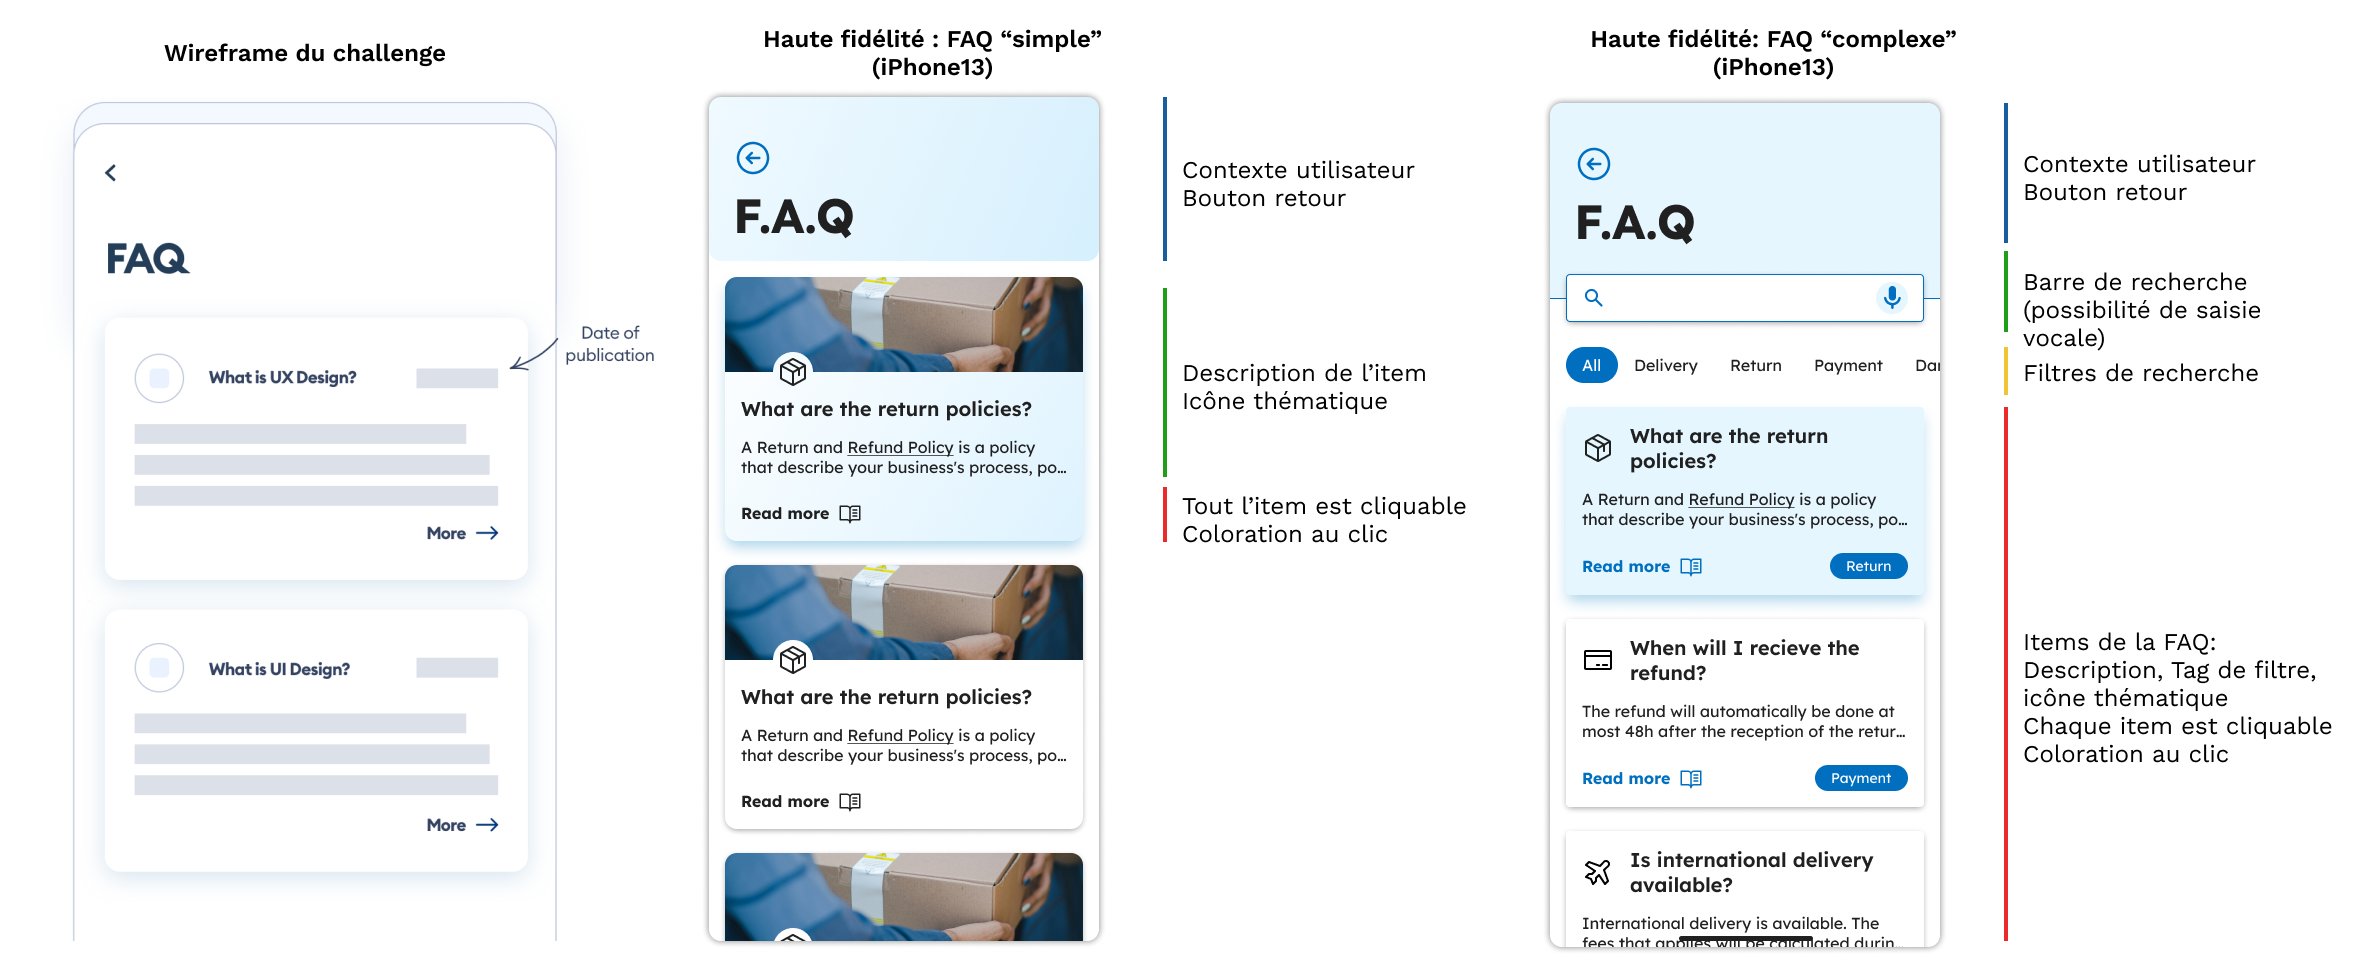 Wireframe du challenge
FAQ
What is UX Design?
Date of
publication
More
What is UI Design?
More
Haute fidélité : FAQ “simple”
(iPhone13)
F.A.Q
What are the return policies?
A Return and Refund Policy is a policy
that describe your business's process, po...
Read more
What are the return policies?
A Return and Refund Policy is a policy
that describe your business's process, po...
Read more
Contexte utilisateur
Bouton retour
Description de l’item
Icône thématique
Tout l’item est cliquable
Coloration au clic
Haute fidélité: FAQ “complexe”
(iPhone13)
F.A.Q
All Delivery Return Payment Dar
What are the return
policies?
A Return and Refund Policy is a policy
that describe your business's process, po...
Read more Return
When will I recieve the
refund?
The refund will automatically be done at
most 48h after the reception of the retur...
Read more Payment
Is international delivery
available?
International delivery is available. The
fees that applies will be calculated durin
Contexte utilisateur
Bouton retour
Barre de recherche
(possibilité de saisie
vocale)
Filtres de recherche
Items de la FAQ:
Description, Tag de filtre,
icône thématique
Chaque item est cliquable
Coloration au clic